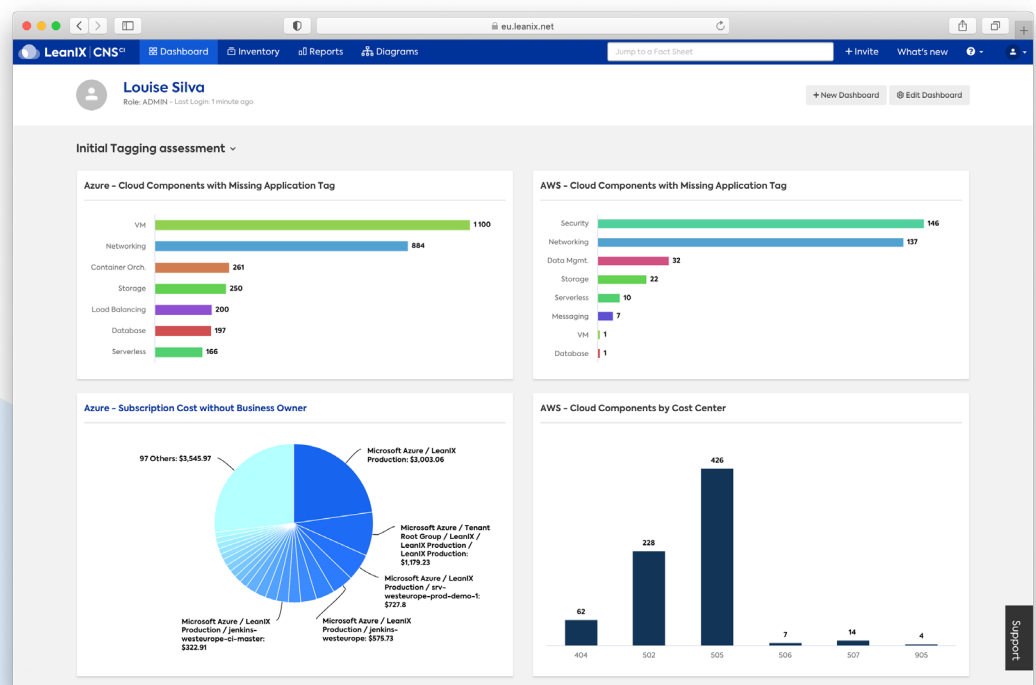 eu.leanix.net
LeanIX CNS CI
Dashboard
Inventory
Reports
Diagrams
Jump to a Fact Sheet
+ Invite
What's new
Louise Silva
Role: ADMIN - Last Login: 1 minute ago
+ New Dashboard
Edit Dashboard
Initial Tagging assessment
Azure - Cloud Components with Missing Application Tag
VM 1 100
Networking 884
Container Orch. 261
Storage 250
Load Balancing 200
Database 197
Serverless 166
AWS - Cloud Components with Missing Application Tag
Security 146
Networking 137
Data Mgmt. 32
Storage 22
Serverless 10
Messaging 7
VM 1
Database 1
Azure - Subscription Cost without Business Owner
97 Others: $3,545.97
Microsoft Azure / LeanIX
Production: $3,003.06
Microsoft Azure / Tenant
Root Group / LeanIX /
LeanIX Production /
LeanIX Production:
$1,179.23
Microsoft Azure / LeanIX
Production / srv-
westeurope-prod-demo-1:
$727.8
Microsoft Azure / LeanIX
Production / jenkins-
westeurope: $575.73
Microsoft Azure / LeanIX
Production / jenkins-
westeurope-ci-master:
$322.91
AWS - Cloud Components by Cost Center
62
228
426
7
14
4
404
502
505
506
507
905
Support